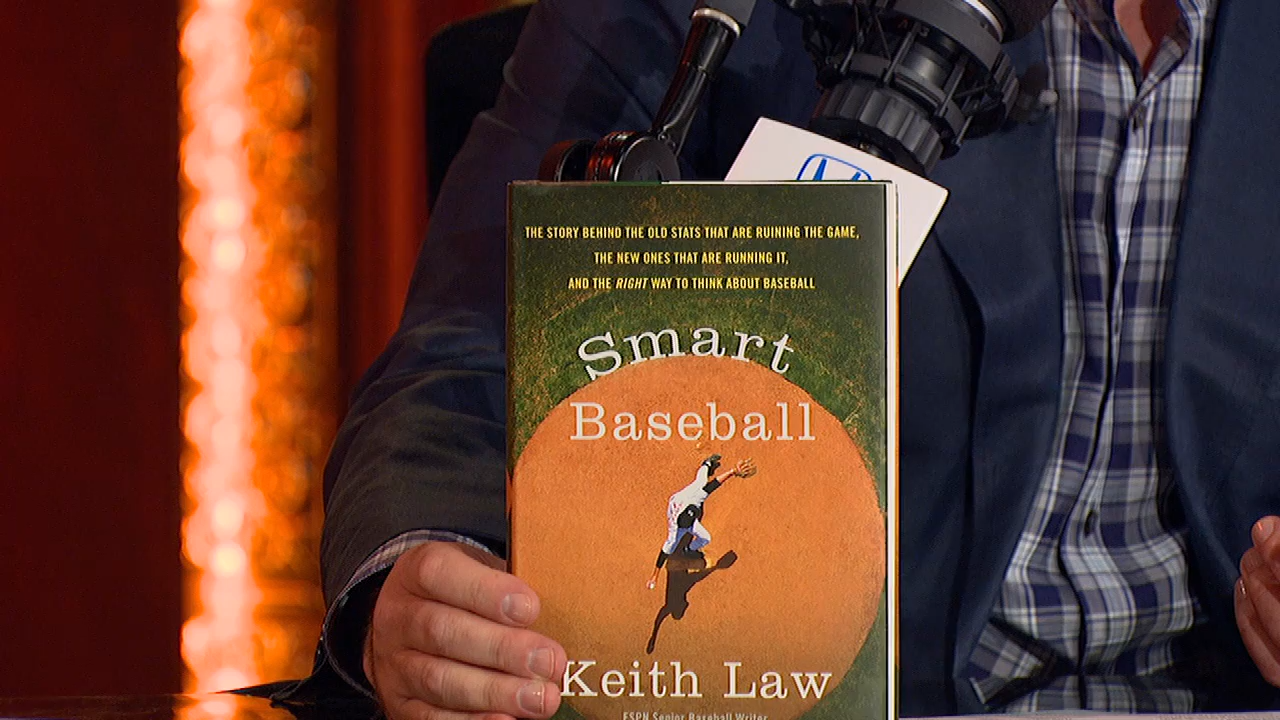 THE STORY BEHIND THE OLD STATS THAT ARE RUINING THE GAME,
THE NEW ONES THAT ARE RUNNING IT,
AND THE RIGHT WAY TO THINK ABOUT BASEBALL
Smart
Baseball
Keith Law
ESPN Senior Baseball Writer